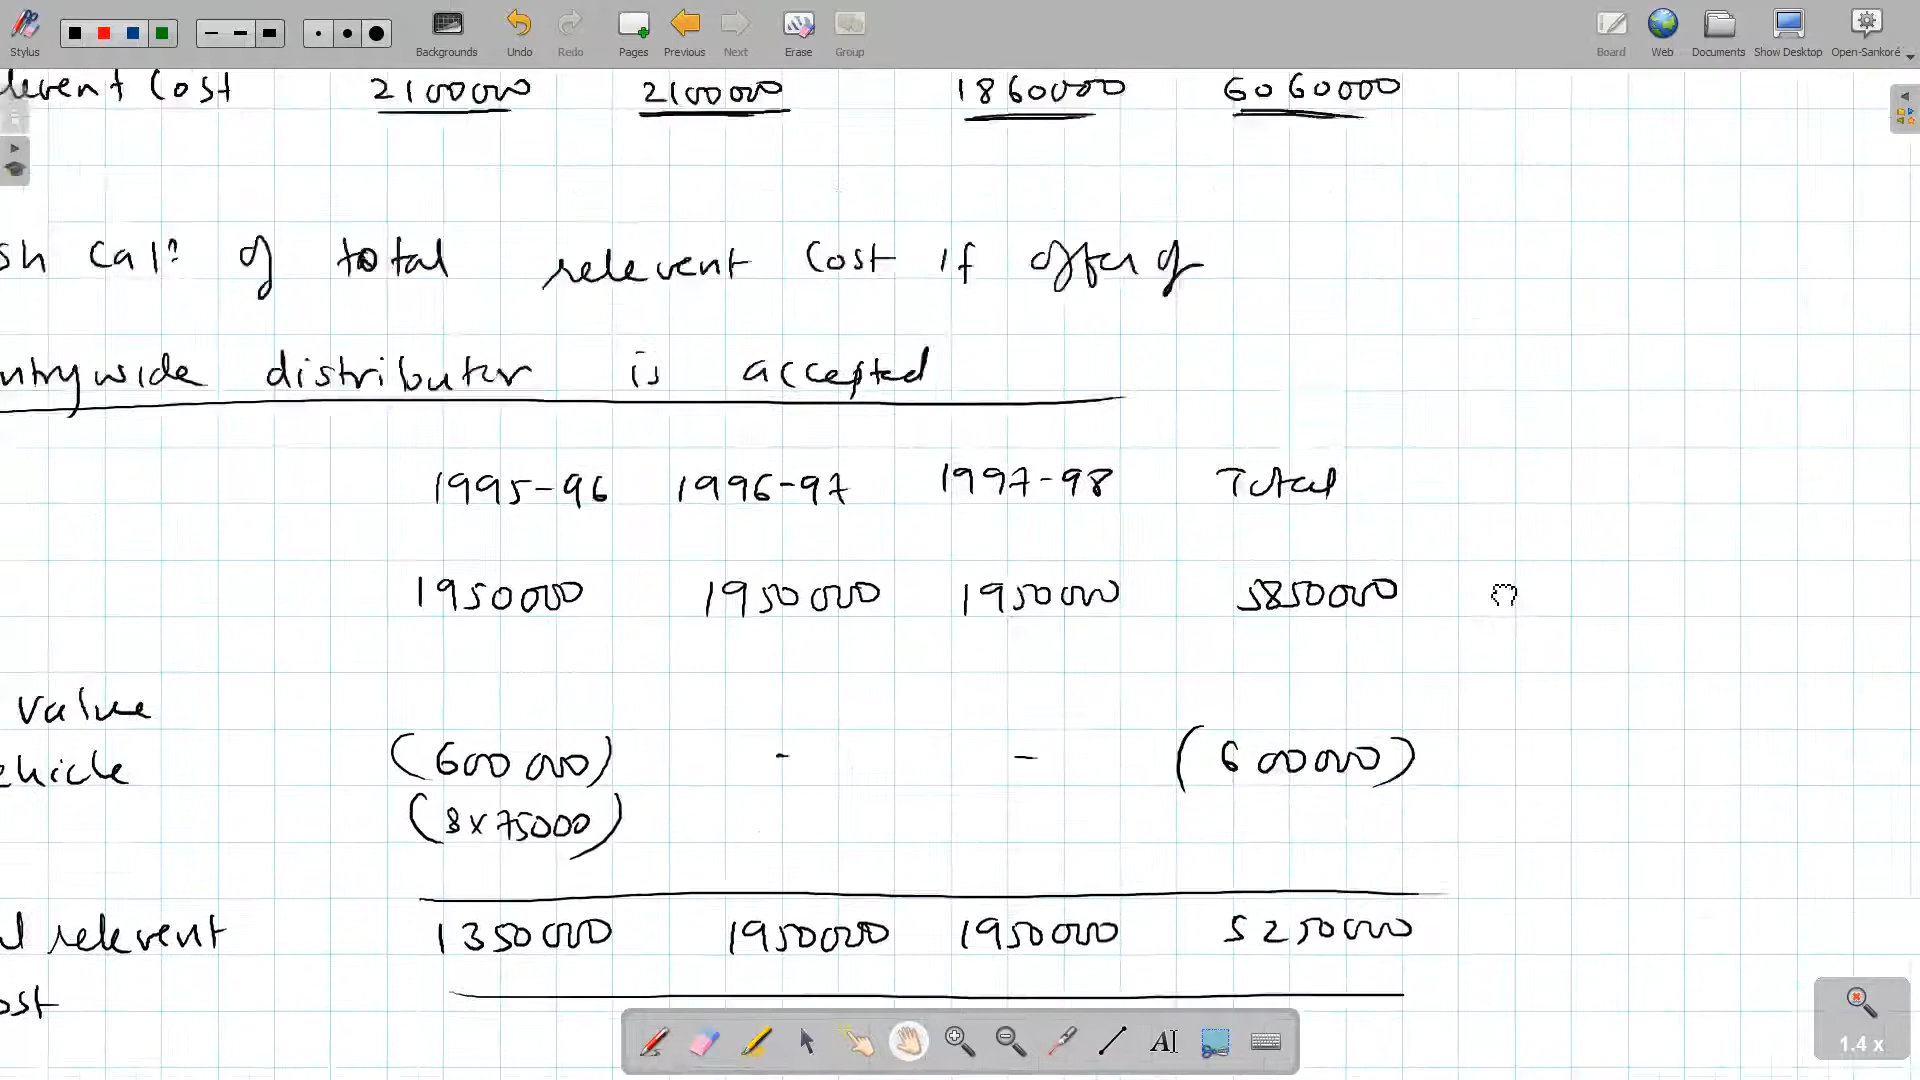 Stylus Backgrounds Undo Redo Pages Previous Next Erase Group Board Web Documents Show Desktop Open-Sankoré
levent Cost 2100000 2100000 1860000 6060000
sh Cal? of total relevent Cost if offer of
ntrywide distributer is accepted
1995-96 1996-97 1997-98 Total
1950000 1950000 1950000 5850000
value
ehicle (600000) - - (600000)
(8x75000)
l relevent 1350000 1950000 1950000 5250000
ost
AI
1.4 x